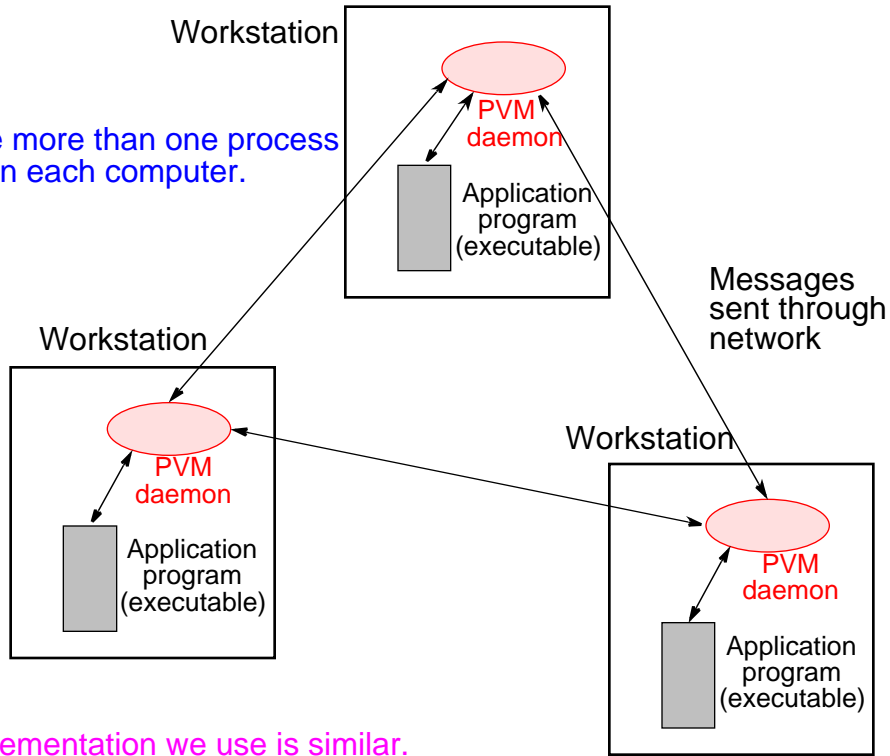 Workstation
PVM
daemon
more than one process
n each computer.
Application
program
(executable)
Messages
sent through
network
Workstation
PVM
daemon
Application
program
(executable)
Workstation
PVM
daemon
Application
program
(executable)
ementation we use is similar.